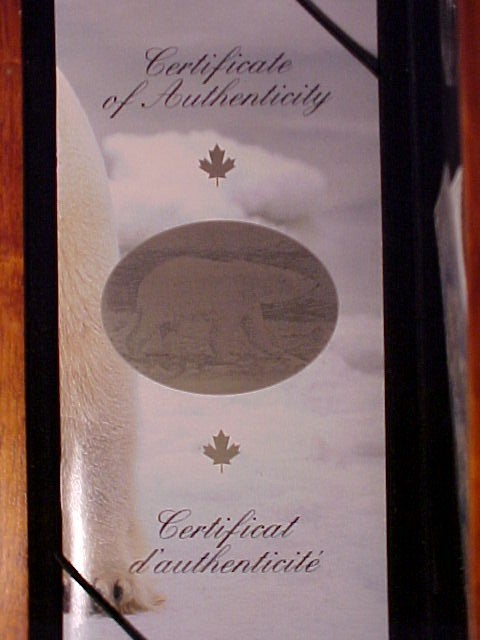 Certificate
of Authenticity
Certificat
d'authenticité